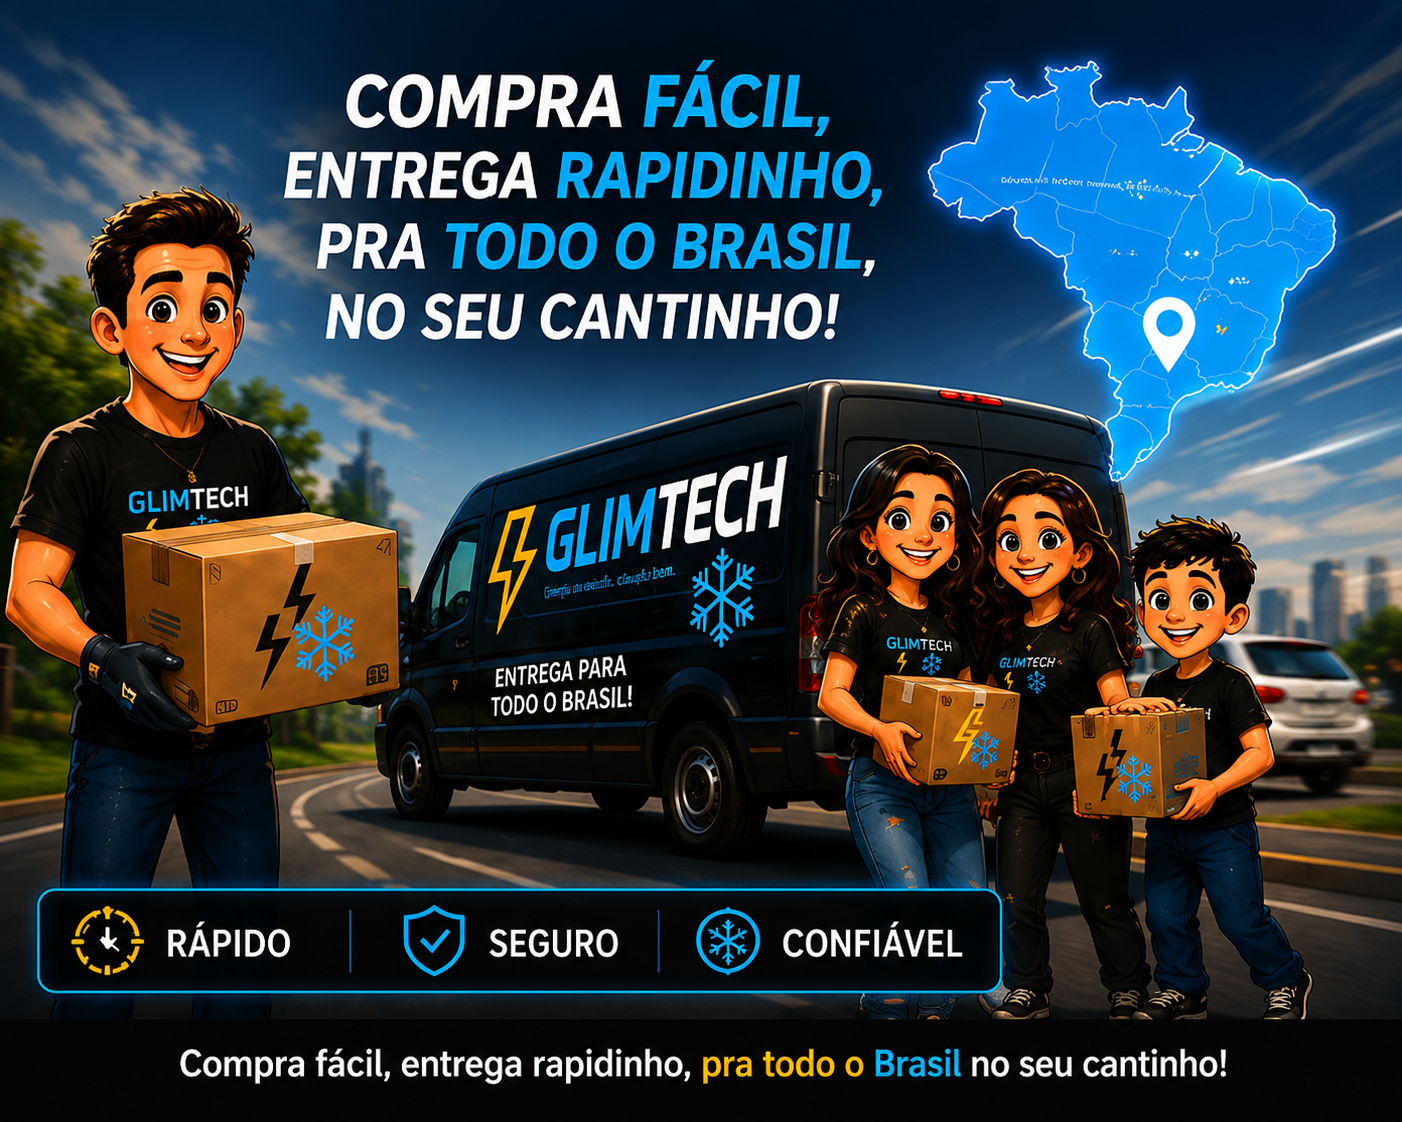 COMPRA FÁCIL,
ENTREGA RAPIDINHO,
PRA TODO O BRASIL,
NO SEU CANTINHO!
GLIMTECH
GLIMTECH
ENTREGA PARA
TODO O BRASIL!
GLIMTECH
GLIMTECH
RÁPIDO
SEGURO
CONFIÁVEL
Compra fácil, entrega rapidinho, pra todo o Brasil no seu cantinho!